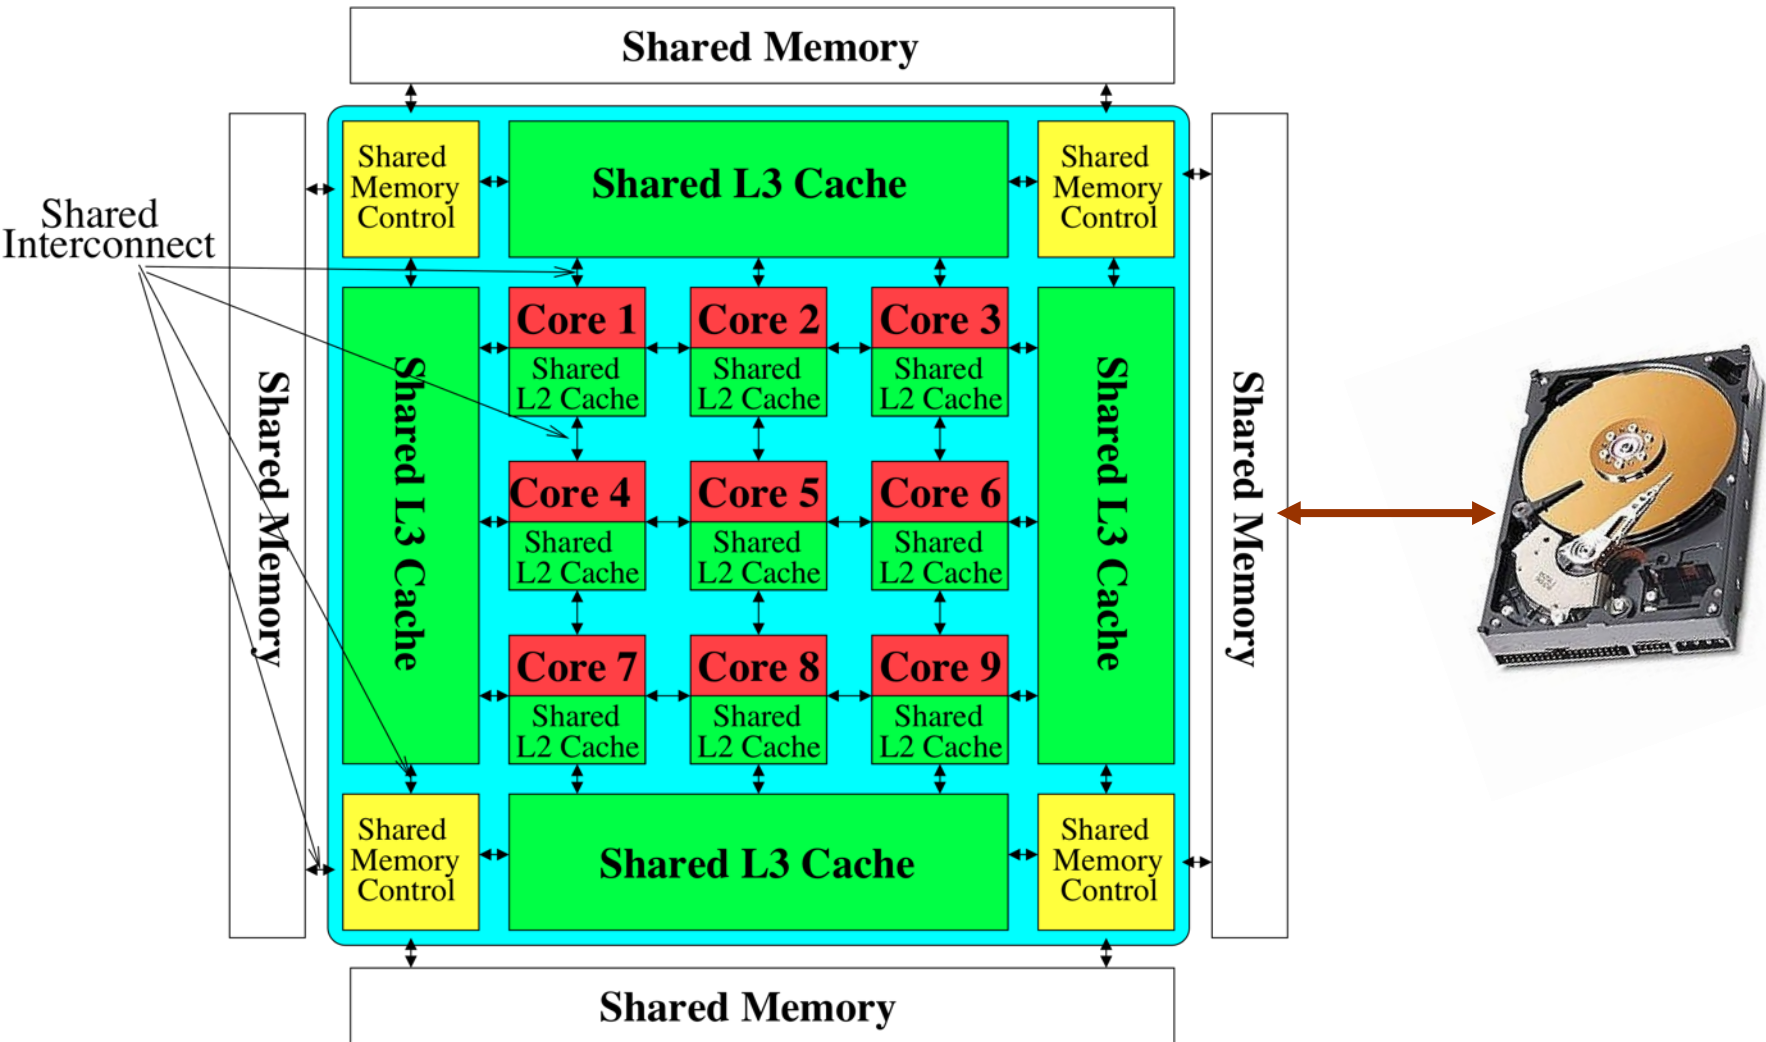 Shared Memory
Shared
Memory
Control
Shared L3 Cache
Shared
Memory
Control
Shared
Interconnect
Shared Memory
Shared L3 Cache
Core 1
Shared
L2 Cache
Core 2
Shared
L2 Cache
Core 3
Shared
L2 Cache
Shared L3 Cache
Shared Memory
Core 4
Shared
L2 Cache
Core 5
Shared
L2 Cache
Core 6
Shared
L2 Cache
Core 7
Shared
L2 Cache
Core 8
Shared
L2 Cache
Core 9
Shared
L2 Cache
Shared
Memory
Control
Shared L3 Cache
Shared
Memory
Control
Shared Memory